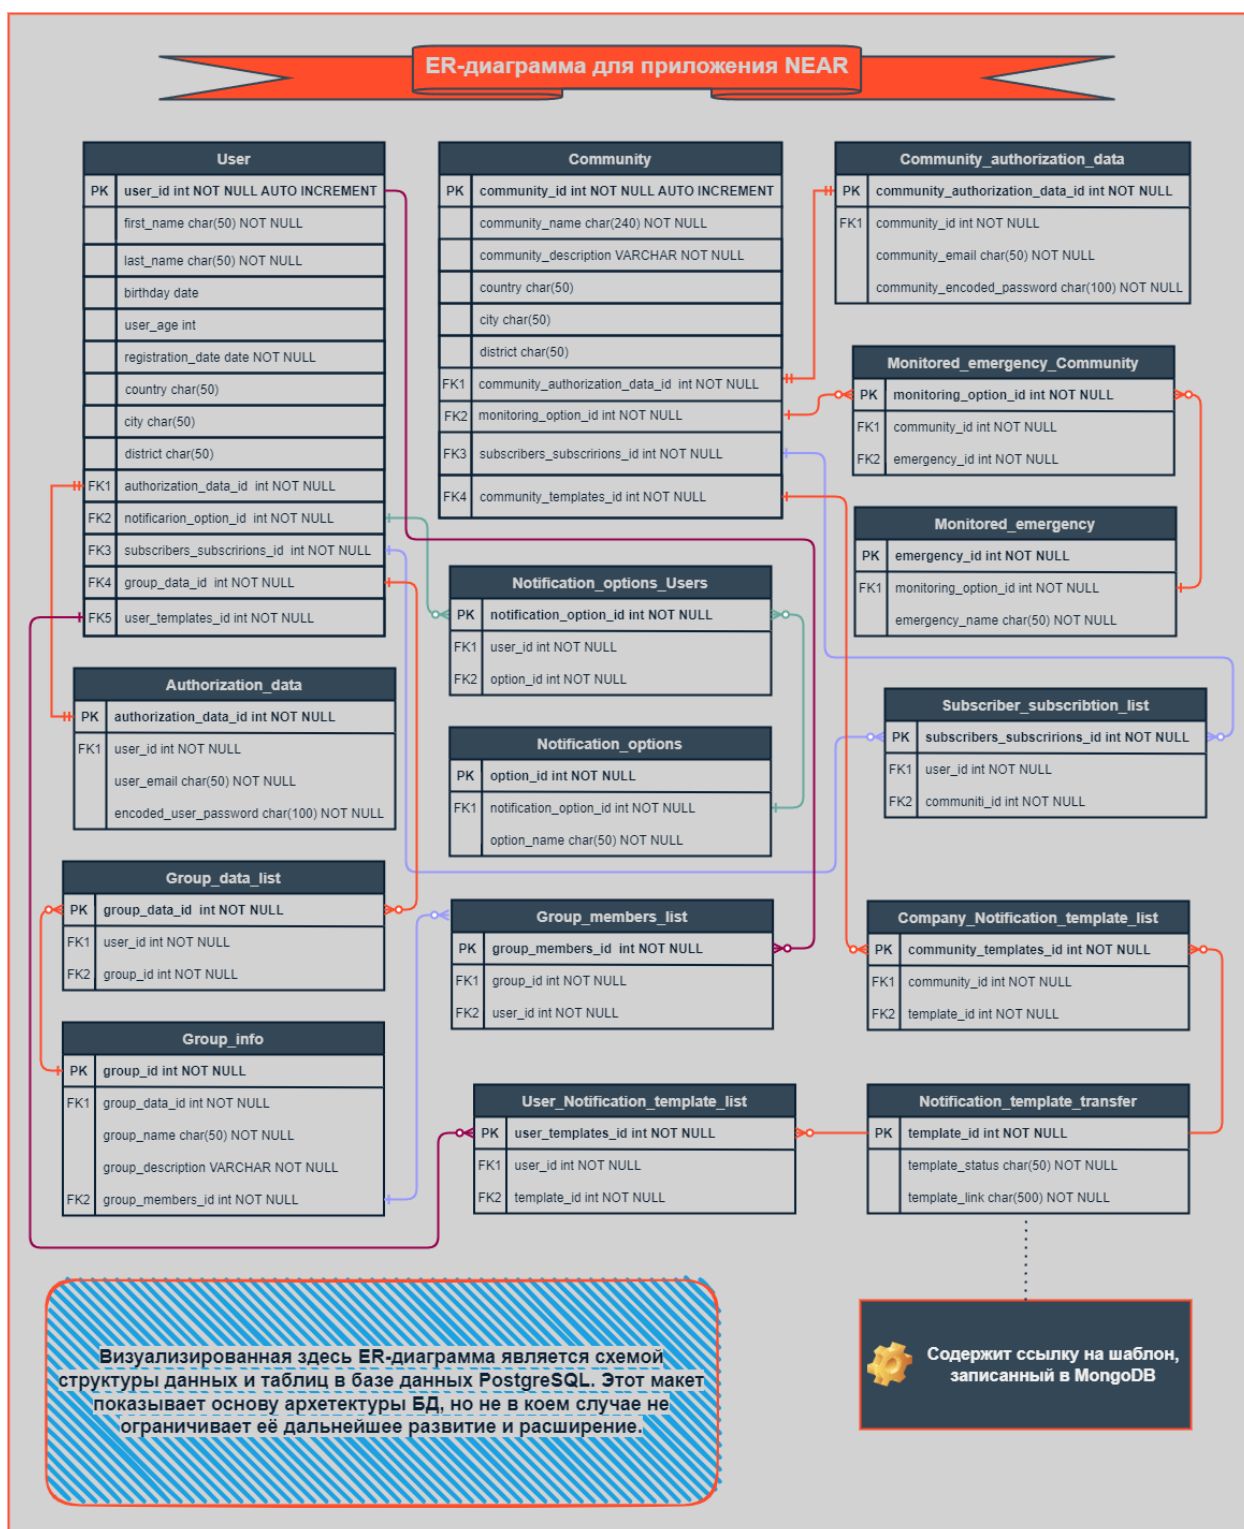 ER-диаграмма для приложения NEAR
User
PK user_id int NOT NULL AUTO INCREMENT
first_name char(50) NOT NULL
last_name char(50) NOT NULL
birthday date
user_age int
registration_date date NOT NULL
country char(50)
city char(50)
district char(50)
FK1 authorization_data_id int NOT NULL
FK2 notificarion_option_id int NOT NULL
FK3 subscribers_subscririons_id int NOT NULL
FK4 group_data_id int NOT NULL
FK5 user_templates_id int NOT NULL
Community
PK community_id int NOT NULL AUTO INCREMENT
community_name char(240) NOT NULL
community_description VARCHAR NOT NULL
country char(50)
city char(50)
district char(50)
FK1 community_authorization_data_id int NOT NULL
FK2 monitoring_option_id int NOT NULL
FK3 subscribers_subscririons_id int NOT NULL
FK4 community_templates_id int NOT NULL
Community_authorization_data
PK community_authorization_data_id int NOT NULL
FK1 community_id int NOT NULL
community_email char(50) NOT NULL
community_encoded_password char(100) NOT NULL
Monitored_emergency_Community
PK monitoring_option_id int NOT NULL
FK1 community_id int NOT NULL
FK2 emergency_id int NOT NULL
Monitored_emergency
PK emergency_id int NOT NULL
FK1 monitoring_option_id int NOT NULL
emergency_name char(50) NOT NULL
Notification_options_Users
PK notification_option_id int NOT NULL
FK1 user_id int NOT NULL
FK2 option_id int NOT NULL
Authorization_data
PK authorization_data_id int NOT NULL
FK1 user_id int NOT NULL
user_email char(50) NOT NULL
encoded_user_password char(100) NOT NULL
Notification_options
PK option_id int NOT NULL
FK1 notification_option_id int NOT NULL
option_name char(50) NOT NULL
Subscriber_subscribtion_list
PK subscribers_subscririons_id int NOT NULL
FK1 user_id int NOT NULL
FK2 communiti_id int NOT NULL
Group_data_list
PK group_data_id int NOT NULL
FK1 user_id int NOT NULL
FK2 group_id int NOT NULL
Group_members_list
PK group_members_id int NOT NULL
FK1 group_id int NOT NULL
FK2 user_id int NOT NULL
Company_Notification_template_list
PK community_templates_id int NOT NULL
FK1 community_id int NOT NULL
FK2 template_id int NOT NULL
Group_info
PK group_id int NOT NULL
FK1 group_data_id int NOT NULL
group_name char(50) NOT NULL
group_description VARCHAR NOT NULL
FK2 group_members_id int NOT NULL
User_Notification_template_list
PK user_templates_id int NOT NULL
FK1 user_id int NOT NULL
FK2 template_id int NOT NULL
Notification_template_transfer
PK template_id int NOT NULL
template_status char(50) NOT NULL
template_link char(500) NOT NULL
Визуализированная здесь ER-диаграмма является схемой
структуры данных и таблиц в базе данных PostgreSQL. Этот макет
показывает основу архетектуры БД, но не в коем случае не
ограничивает её дальнейшее развитие и расширение.
Содержит ссылку на шаблон,
записанный в MongoDB